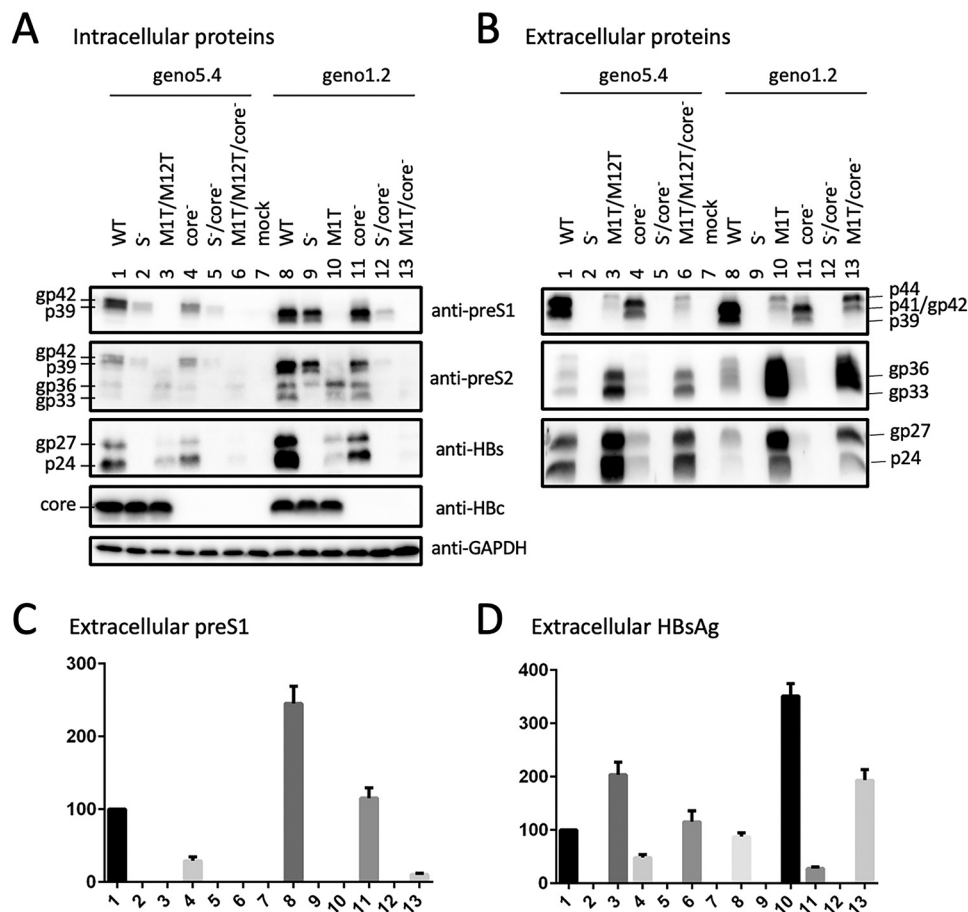 A Intracellular proteins
geno5.4 geno1.2
WT S- M1T/M12T core- S-/core- M1T/M12T/core- mock WT S- M1T core- S-/core- M1T/core-
1 2 3 4 5 6 7 8 9 10 11 12 13
gp42
p39
anti-preS1
gp42
p39
gp36
gp33
anti-preS2
gp27
p24
anti-HBs
core
anti-HBc
anti-GAPDH
B Extracellular proteins
geno5.4 geno1.2
WT S- M1T/M12T core- S-/core- M1T/M12T/core- mock WT S- M1T core- S-/core- M1T/core-
1 2 3 4 5 6 7 8 9 10 11 12 13
p44
p41/gp42
p39
gp36
gp33
gp27
p24
C Extracellular preS1
300
200
100
0
1 2 3 4 5 6 7 8 9 10 11 12 13
D Extracellular HBsAg
400
300
200
100
0
1 2 3 4 5 6 7 8 9 10 11 12 13